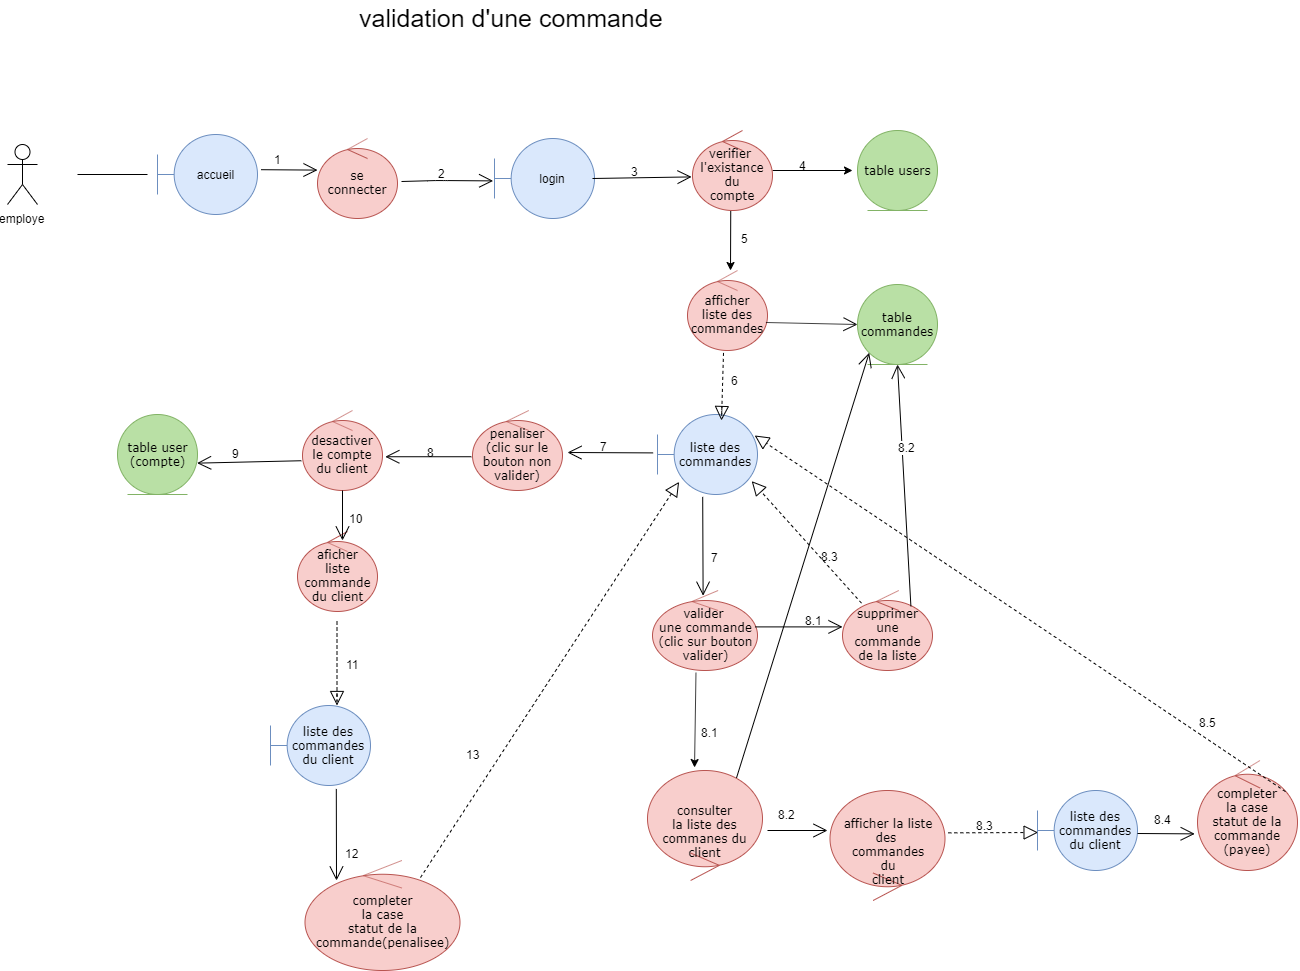 validation d'une commande
employe
accueil
1
se
connecter
2
login
3
verifier
l'existance
du
compte
4
table users
5
afficher
liste des
commandes
table
commandes
6
table user
(compte)
9
desactiver
le compte
du client
8
penaliser
(clic sur le
bouton non
valider)
7
liste des
commandes
8.2
10
aficher
liste
commande
du client
7
8.3
valider
une commande
(clic sur bouton
valider)
8.1
supprimer
une
commande
de la liste
11
liste des
commandes
du client
13
8.1
8.5
consulter
la liste des
commanes du
client
8.2
afficher la liste
des
commandes
du
client
8.3
liste des
commandes
du client
8.4
completer
la case
statut de la
commande
(payee)
12
completer
la case
statut de la
commande(penalisee)